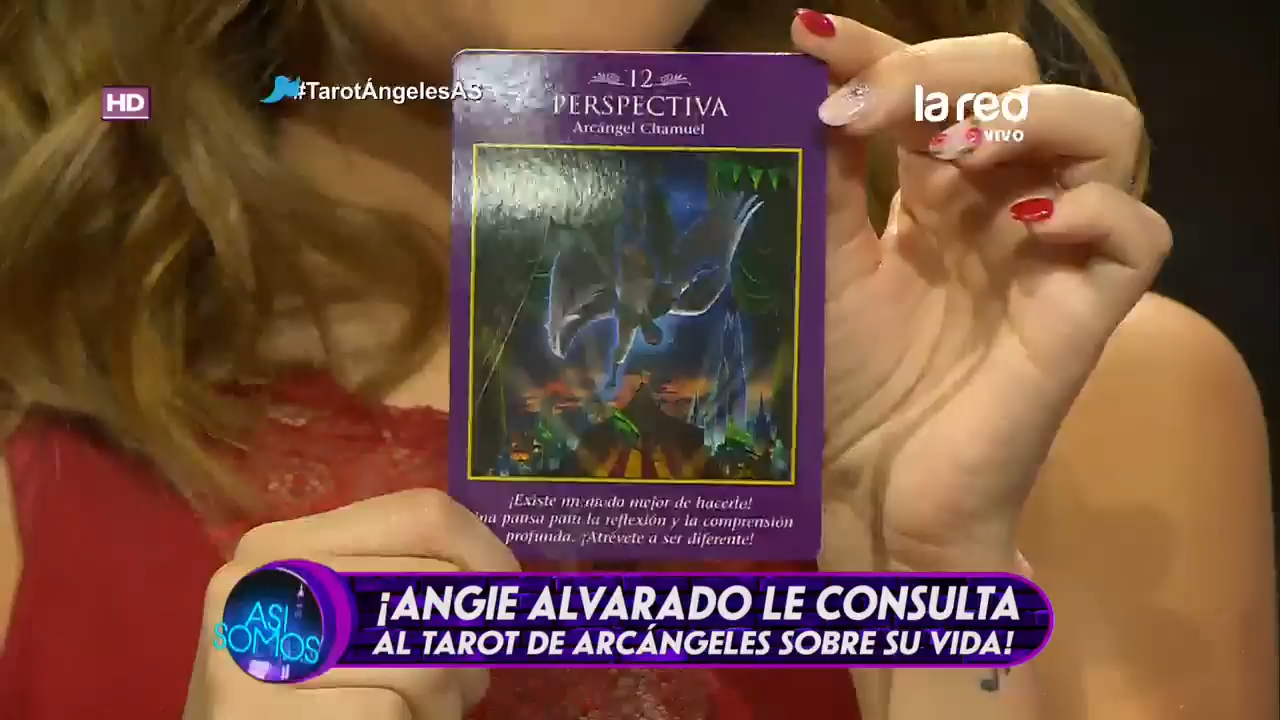 HD
#TarotÁngelesAS
la red
VIVO
12
PERSPECTIVA
Arcángel Chamuel
¡Existe un modo mejor de hacerlo!
Una pausa para la reflexión y la comprensión
profunda. ¡Atrévete a ser diferente!
ASI
SOMOS
¡ANGIE ALVARADO LE CONSULTA
AL TAROT DE ARCÁNGELES SOBRE SU VIDA!